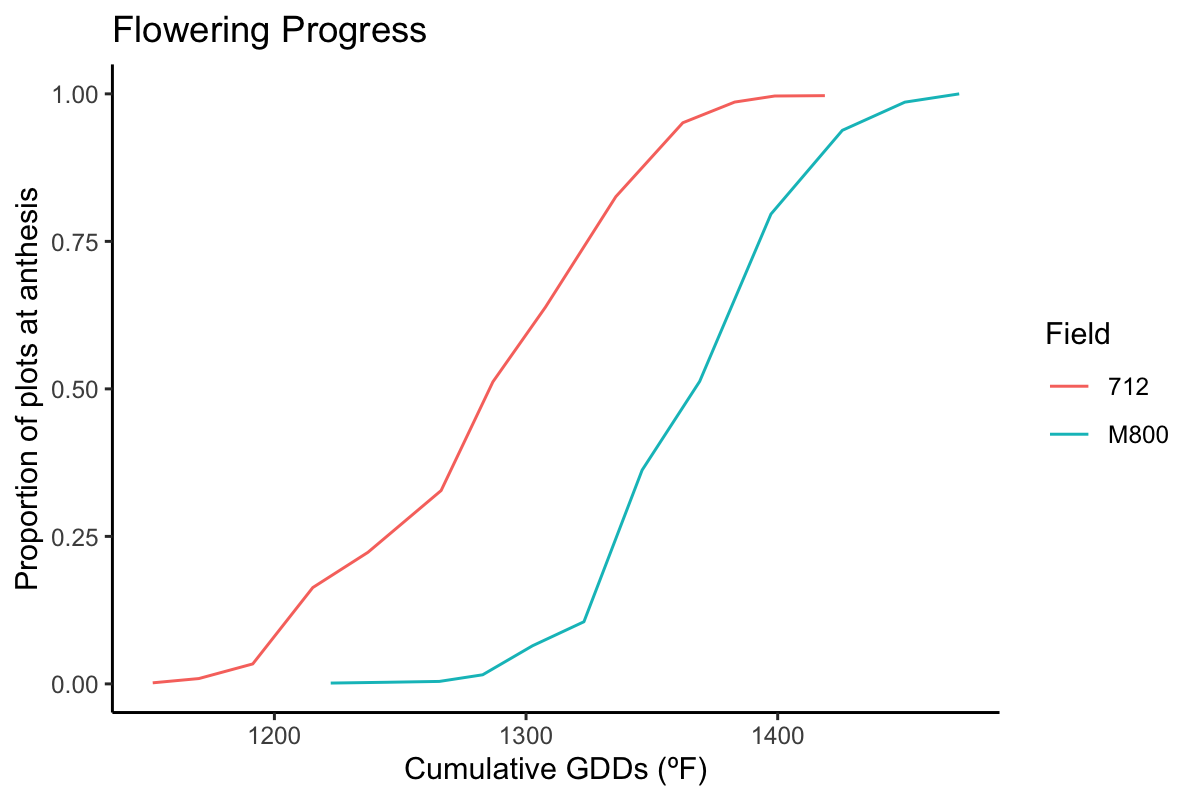 Flowering Progress
Proportion of plots at anthesis
1.00
0.75
0.50
0.25
0.00
1200 1300 1400
Cumulative GDDs (ºF)
Field
712
M800